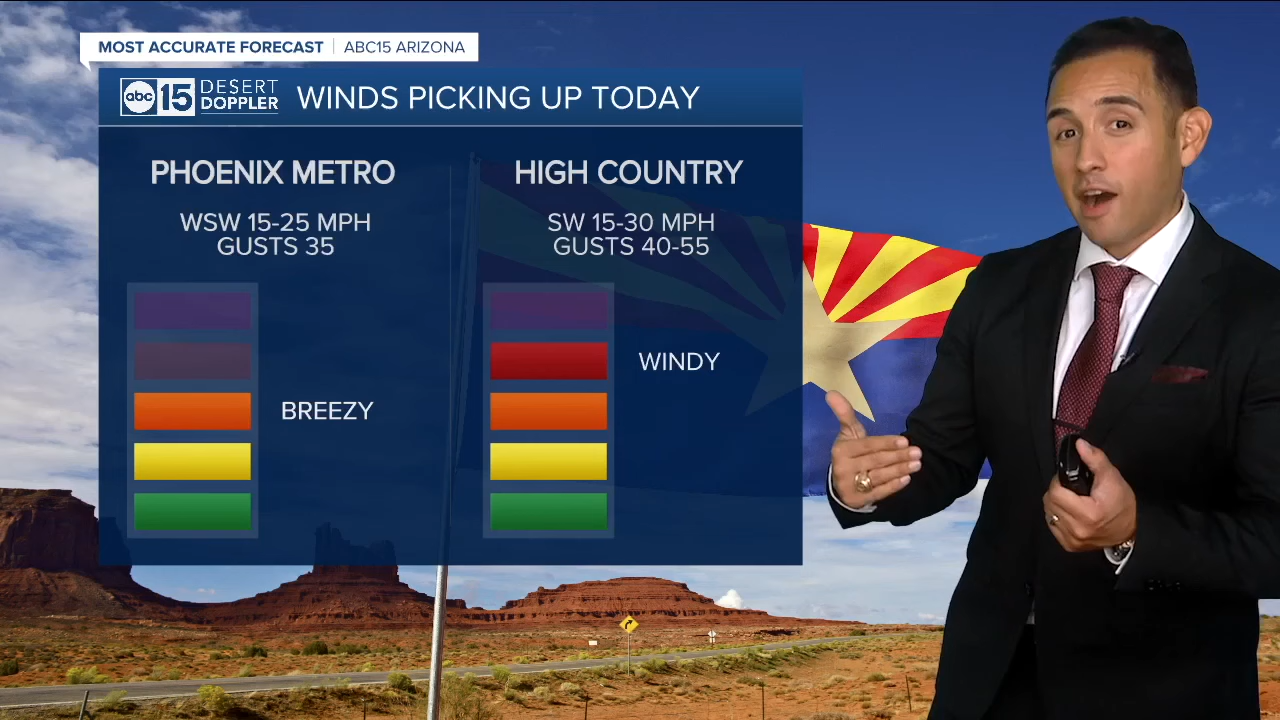 MOST ACCURATE FORECAST | ABC15 ARIZONA
abc 15 DESERT DOPPLER
WINDS PICKING UP TODAY
PHOENIX METRO
WSW 15-25 MPH
GUSTS 35
BREEZY
HIGH COUNTRY
SW 15-30 MPH
GUSTS 40-55
WINDY